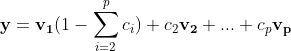 y = v₁(1 − ∑ᵢ₌₂ᵖ cᵢ) + c₂v₂ + ... + cₚvₚ